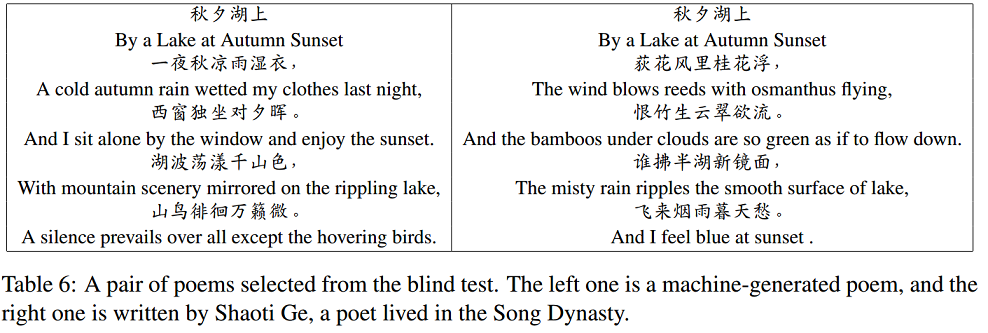 秋夕湖上
By a Lake at Autumn Sunset
一夜秋凉雨湿衣，
A cold autumn rain wetted my clothes last night,
西窗独坐对夕晖。
And I sit alone by the window and enjoy the sunset.
湖波荡漾千山色，
With mountain scenery mirrored on the rippling lake,
山鸟徘徊万籁微。
A silence prevails over all except the hovering birds.
秋夕湖上
By a Lake at Autumn Sunset
荻花风里桂花浮，
The wind blows reeds with osmanthus flying,
恨竹生云翠欲流。
And the bamboos under clouds are so green as if to flow down.
谁拂半湖新镜面，
The misty rain ripples the smooth surface of lake,
飞来烟雨暮天愁。
And I feel blue at sunset .
Table 6: A pair of poems selected from the blind test. The left one is a machine-generated poem, and the
right one is written by Shaoti Ge, a poet lived in the Song Dynasty.